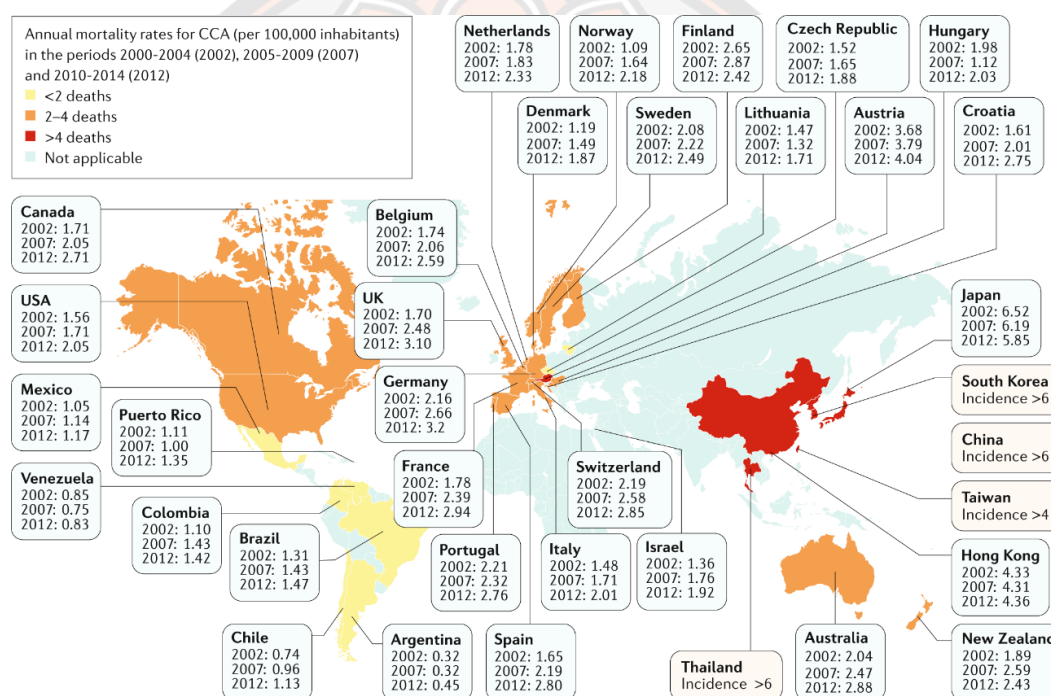 Annual mortality rates for CCA (per 100,000 inhabitants)
in the periods 2000-2004 (2002), 2005-2009 (2007)
and 2010-2014 (2012)
<2 deaths
2–4 deaths
>4 deaths
Not applicable
Netherlands
2002: 1.78
2007: 1.83
2012: 2.33
Norway
2002: 1.09
2007: 1.64
2012: 2.18
Finland
2002: 2.65
2007: 2.87
2012: 2.42
Czech Republic
2002: 1.52
2007: 1.65
2012: 1.88
Hungary
2002: 1.98
2007: 1.12
2012: 2.03
Denmark
2002: 1.19
2007: 1.49
2012: 1.87
Sweden
2002: 2.08
2007: 2.22
2012: 2.49
Lithuania
2002: 1.47
2007: 1.32
2012: 1.71
Austria
2002: 3.68
2007: 3.79
2012: 4.04
Croatia
2002: 1.61
2007: 2.01
2012: 2.75
Canada
2002: 1.71
2007: 2.05
2012: 2.71
Belgium
2002: 1.74
2007: 2.06
2012: 2.59
USA
2002: 1.56
2007: 1.71
2012: 2.05
UK
2002: 1.70
2007: 2.48
2012: 3.10
Japan
2002: 6.52
2007: 6.19
2012: 5.85
Mexico
2002: 1.05
2007: 1.14
2012: 1.17
Germany
2002: 2.16
2007: 2.66
2012: 3.2
South Korea
Incidence >6
Puerto Rico
2002: 1.11
2007: 1.00
2012: 1.35
China
Incidence >6
Venezuela
2002: 0.85
2007: 0.75
2012: 0.83
France
2002: 1.78
2007: 2.39
2012: 2.94
Switzerland
2002: 2.19
2007: 2.58
2012: 2.85
Taiwan
Incidence >4
Colombia
2002: 1.10
2007: 1.43
2012: 1.42
Brazil
2002: 1.31
2007: 1.43
2012: 1.47
Portugal
2002: 2.21
2007: 2.32
2012: 2.76
Italy
2002: 1.48
2007: 1.71
2012: 2.01
Israel
2002: 1.36
2007: 1.76
2012: 1.92
Hong Kong
2002: 4.33
2007: 4.31
2012: 4.36
Chile
2002: 0.74
2007: 0.96
2012: 1.13
Argentina
2002: 0.32
2007: 0.32
2012: 0.45
Spain
2002: 1.65
2007: 2.19
2012: 2.80
Thailand
Incidence >6
Australia
2002: 2.04
2007: 2.47
2012: 2.88
New Zealand
2002: 1.89
2007: 2.59
2012: 2.43